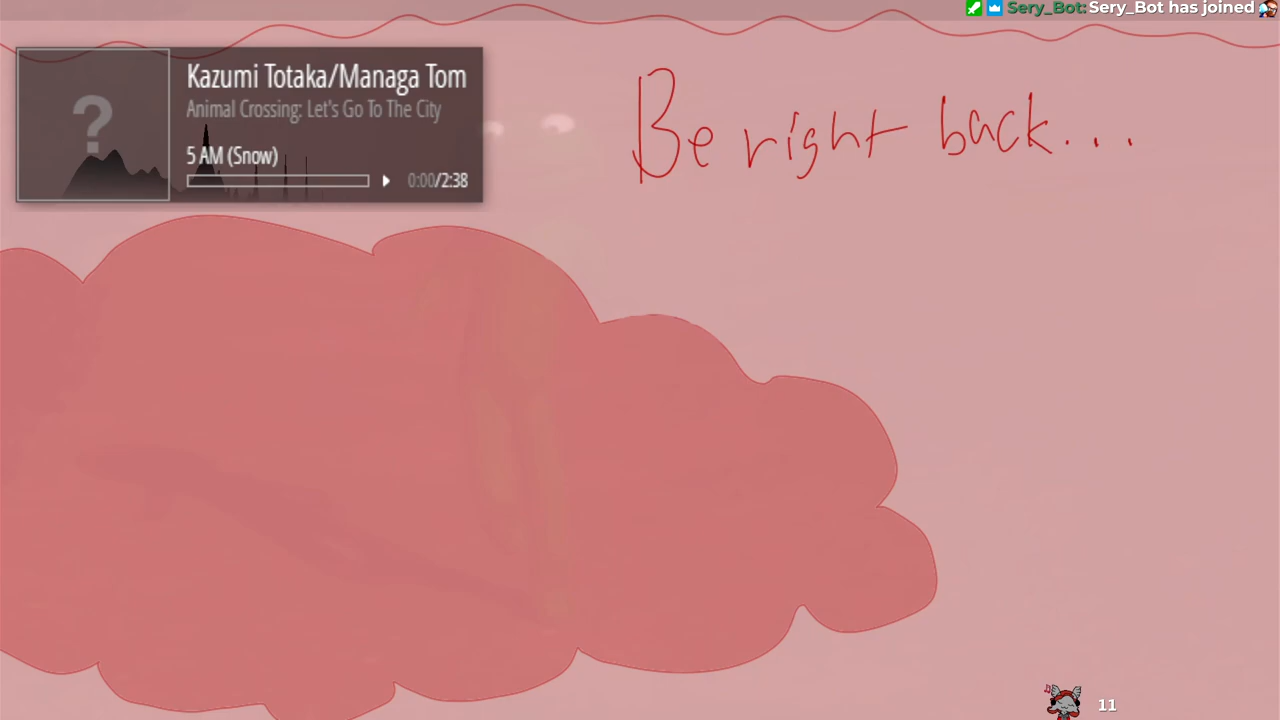 Sery_Bot: Sery_Bot has joined
Kazumi Totaka/Managa Tom
Animal Crossing: Let's Go To The City
?
5 AM (Snow)
0:00/2:38
Be right back...
11